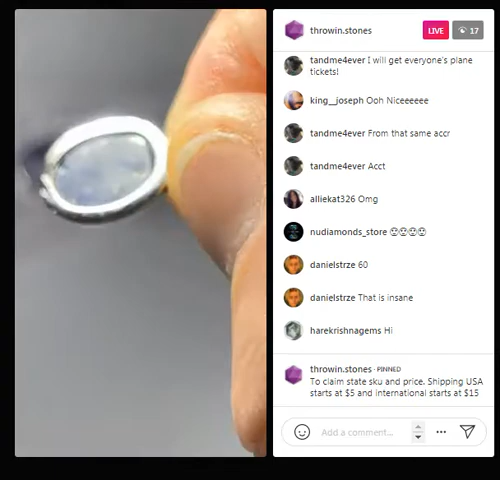 throwin.stones
LIVE
17
tandme4ever I will get everyone's plane
tickets!
king__joseph Ooh Niceeeeee
tandme4ever From that same accr
tandme4ever Acct
alliekat326 Omg
nudiamonds_store 😍😍😍😍
danielstrze 60
danielstrze That is insane
harekrishnagems Hi
throwin.stones · PINNED
To claim state sku and price. Shipping USA
starts at $5 and international starts at $15
Add a comment...